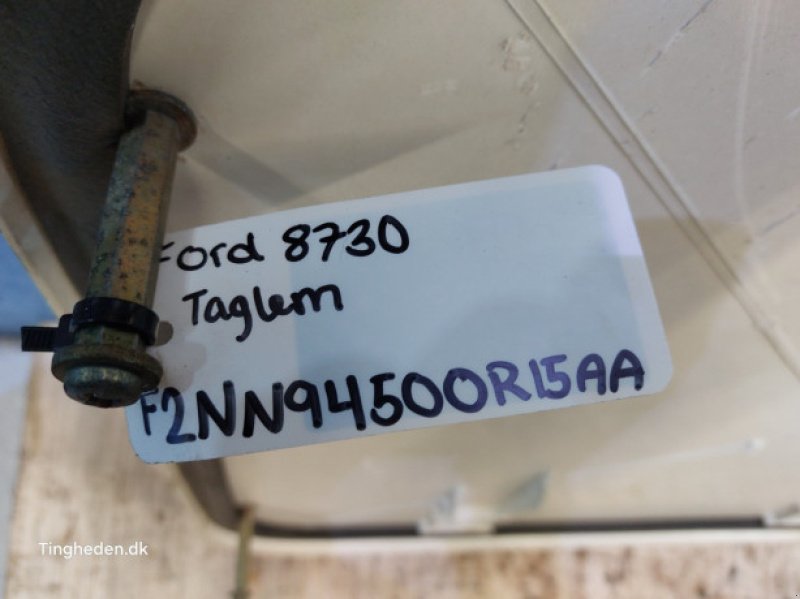 Ford 8730
Taglem
F2NN94500R15AA
Tingheden.dk